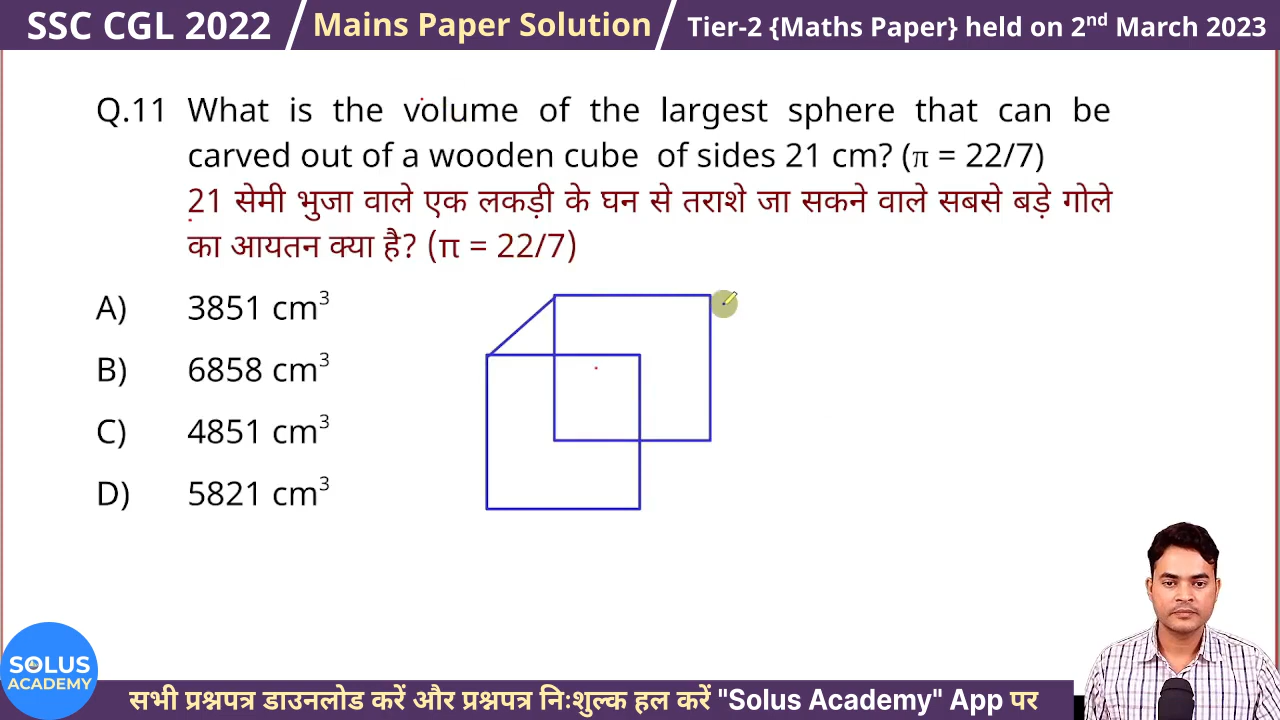 SSC CGL 2022 / Mains Paper Solution / Tier-2 {Maths Paper} held on 2nd March 2023
Q.11 What is the volume of the largest sphere that can be
carved out of a wooden cube of sides 21 cm? (π = 22/7)
21 सेमी भुजा वाले एक लकड़ी के घन से तराशे जा सकने वाले सबसे बड़े गोले
का आयतन क्या है? (π = 22/7)
A) 3851 cm³
B) 6858 cm³
C) 4851 cm³
D) 5821 cm³
SOLUS
ACADEMY
सभी प्रश्नपत्र डाउनलोड करें और प्रश्नपत्र निःशुल्क हल करें "Solus Academy" App पर